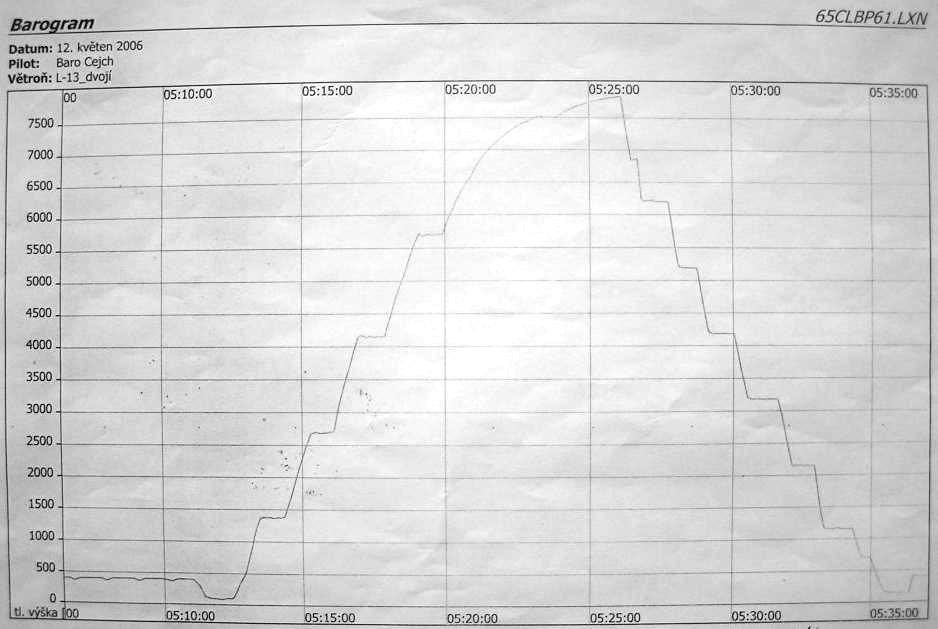 Barogram
65CLBP61.LXN
Datum: 12. květen 2006
Pilot: Baro Cejch
Větroň: L-13_dvojí
00 05:10:00 05:15:00 05:20:00 05:25:00 05:30:00 05:35:00
7500
7000
6500
6000
5500
5000
4500
4000
3500
3000
2500
2000
1500
1000
500
0
tl. výška 00 05:10:00 05:15:00 05:20:00 05:25:00 05:30:00 05:35:00